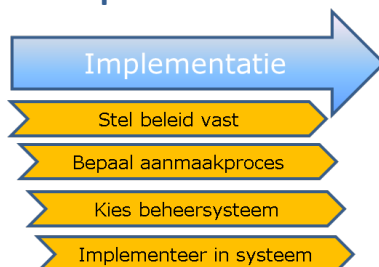 Implementatie
Stel beleid vast
Bepaal aanmaakproces
Kies beheersysteem
Implementeer in systeem